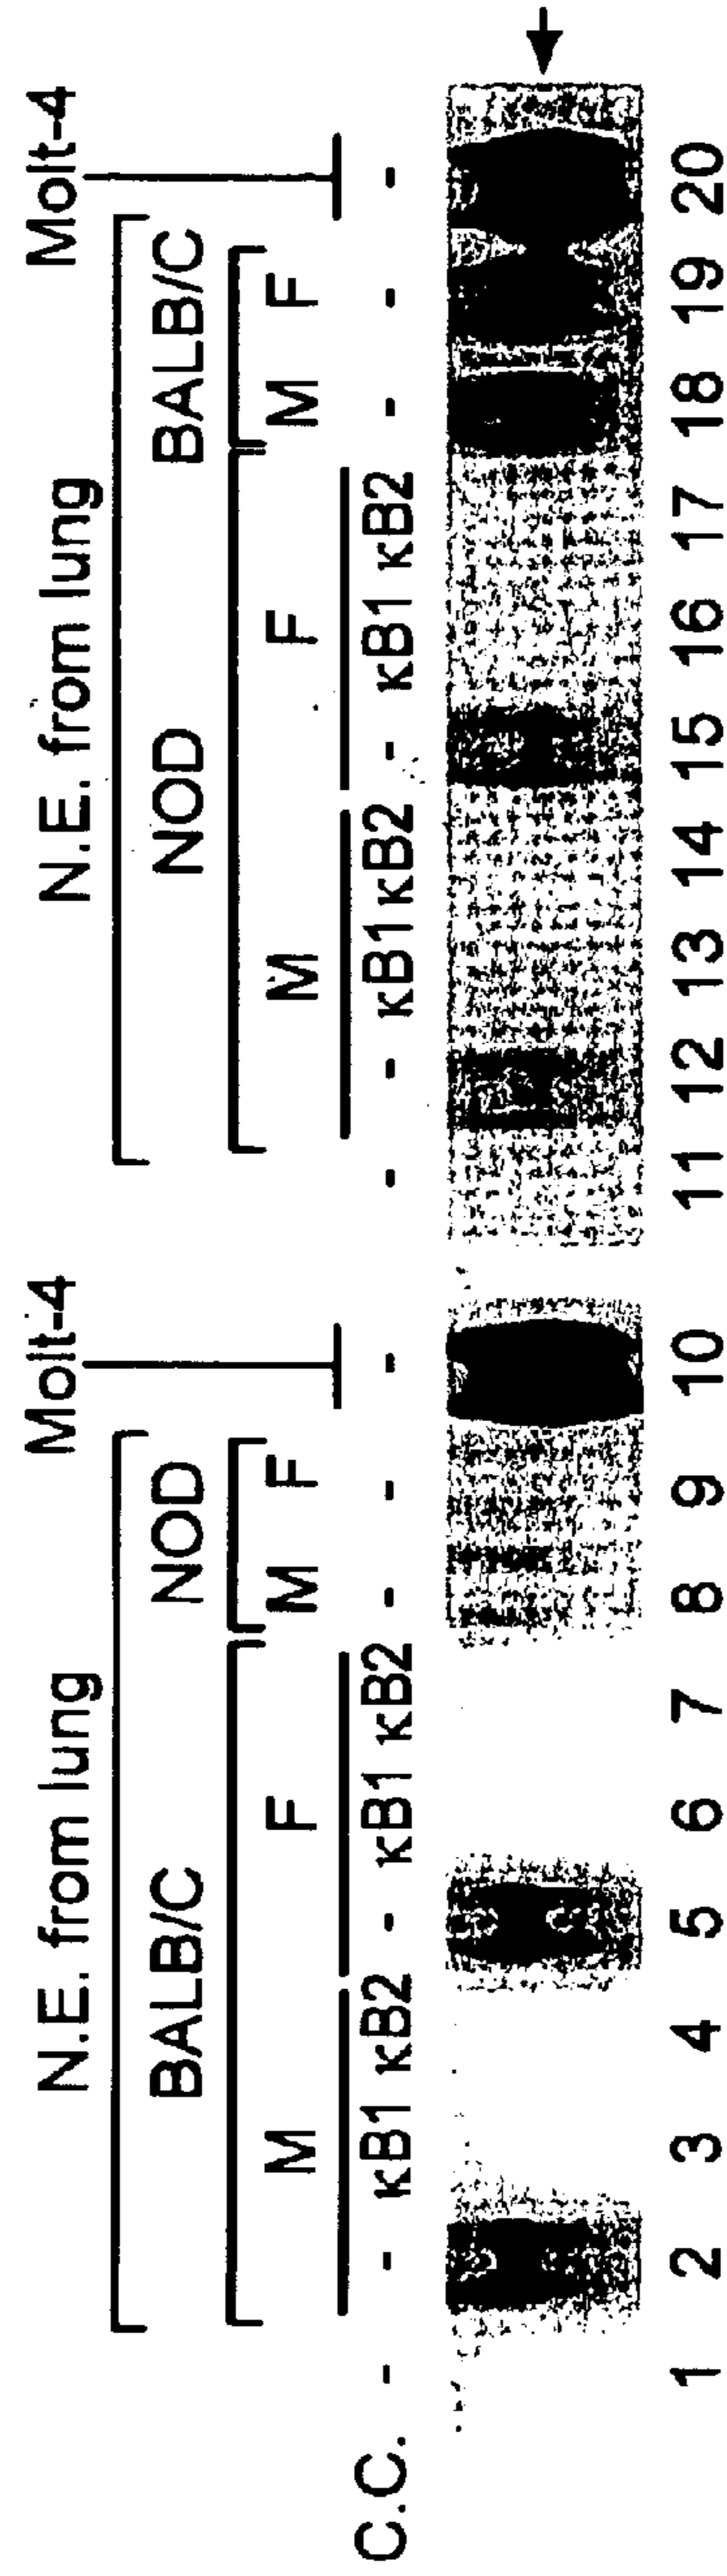 N.E. from lung Molt-4 N.E. from lung Molt-4
BALB/C NOD NOD BALB/C
M F M F M F M F
C.C. - - κB1 κB2 - κB1 κB2 - - - - - κB1 κB2 - κB1 κB2 - - -
1 2 3 4 5 6 7 8 9 10 11 12 13 14 15 16 17 18 19 20